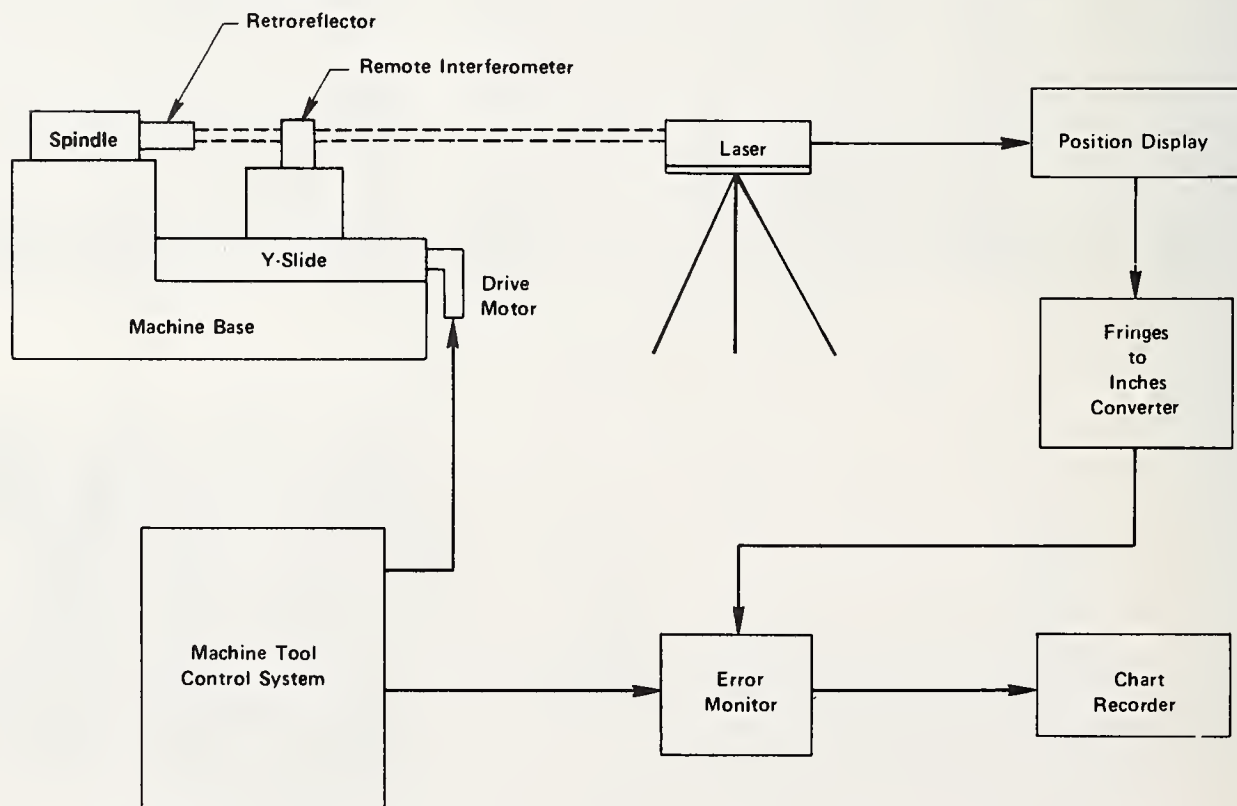 Retroreflector
Remote Interferometer
Spindle
Laser
Position Display
Y-Slide
Drive
Motor
Machine Base
Fringes
to
Inches
Converter
Machine Tool
Control System
Error
Monitor
Chart
Recorder